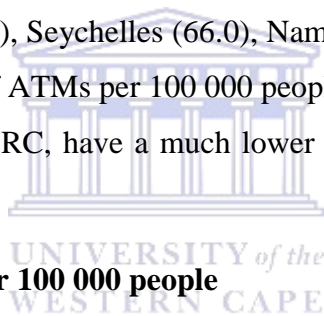 ), Seychelles (66.0), Nam
ATMs per 100 000 peop
RC, have a much lower
UNIVERSITY of the
r 100 000 people
WESTERN CAPE